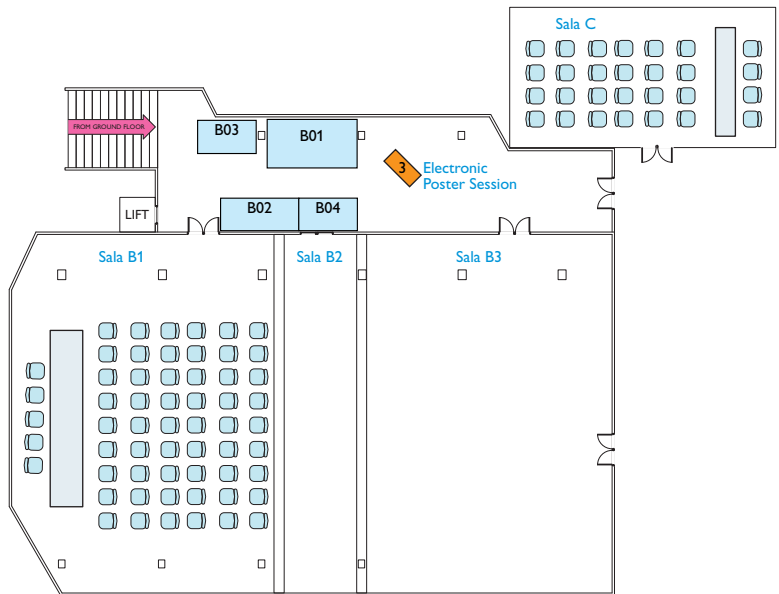 Sala C
FROM GROUND FLOOR
B03
B01
3
Electronic
Poster Session
LIFT
B02
B04
Sala B1
Sala B2
Sala B3